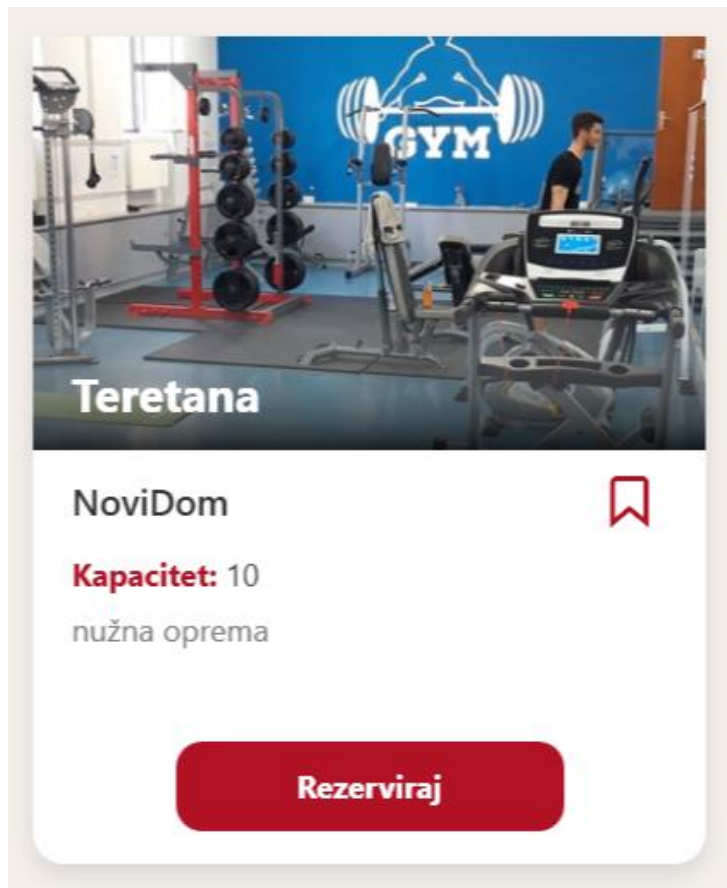 GYM
Teretana
NoviDom
Kapacitet: 10
nužna oprema
Rezerviraj